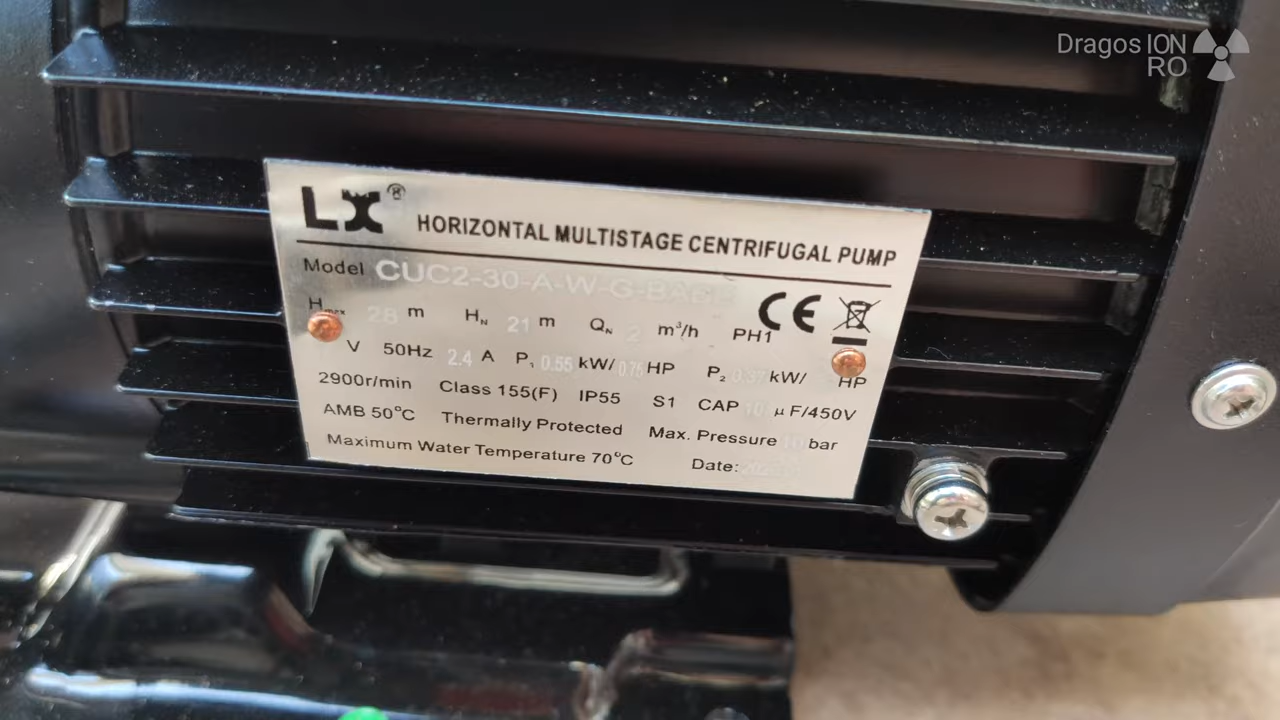 Dragos ION
RO
LX®
HORIZONTAL MULTISTAGE CENTRIFUGAL PUMP
Model CUC2-30-A-W-G-
Hmax 28 m HN 21 m QN 2 m³/h PH1 CE
V 50Hz 2.4 A P1 0.55 kW/ 0.75 HP P2 0.37 kW/ HP
2900r/min Class 155(F) IP55 S1 CAP μF/450V
AMB 50°C Thermally Protected Max. Pressure 10 bar
Maximum Water Temperature 70°C Date: